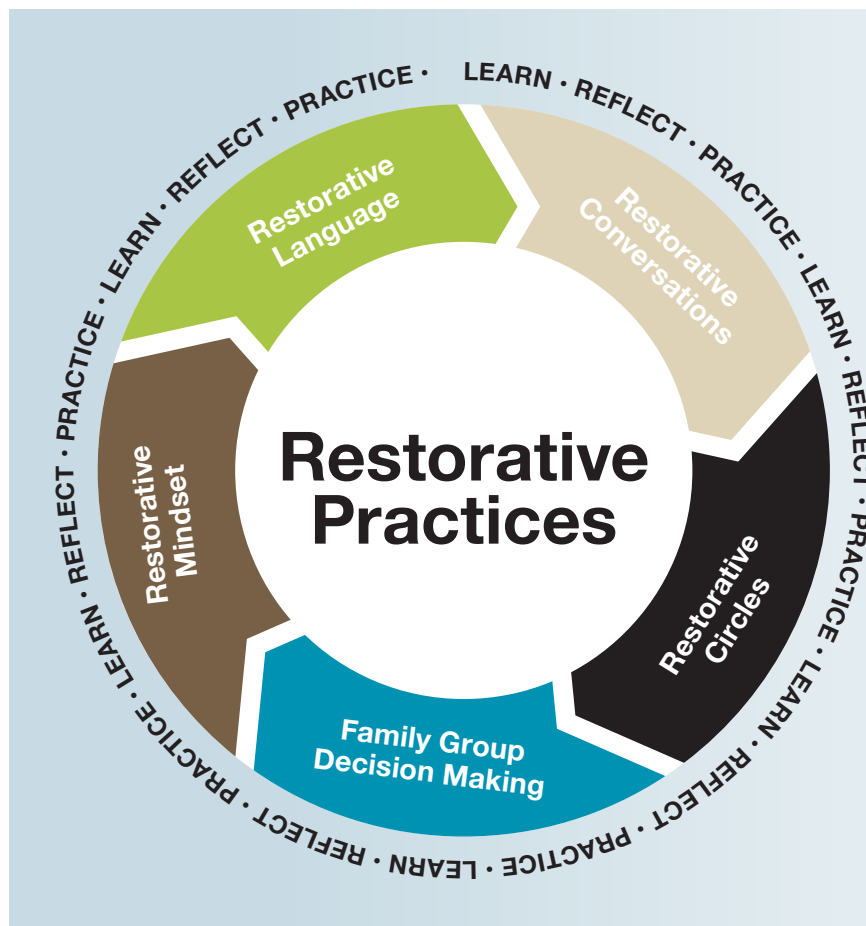 LEARN · REFLECT · PRACTICE · LEARN · REFLECT · PRACTICE · LEARN · REFLECT · PRACTICE · LEARN · REFLECT · PRACTICE · LEARN · REFLECT · PRACTICE · LEARN · REFLECT · PRACTICE ·
Restorative
Language
Restorative
Conversations
Restorative
Circles
Family Group
Decision Making
Restorative
Mindset
Restorative
Practices